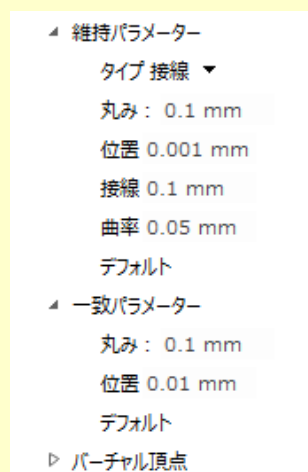 維持パラメーター
タイプ 接線
丸み： 0.1 mm
位置 0.001 mm
接線 0.1 mm
曲率 0.05 mm
デフォルト
一致パラメーター
丸み： 0.1 mm
位置 0.01 mm
デフォルト
バーチャル頂点